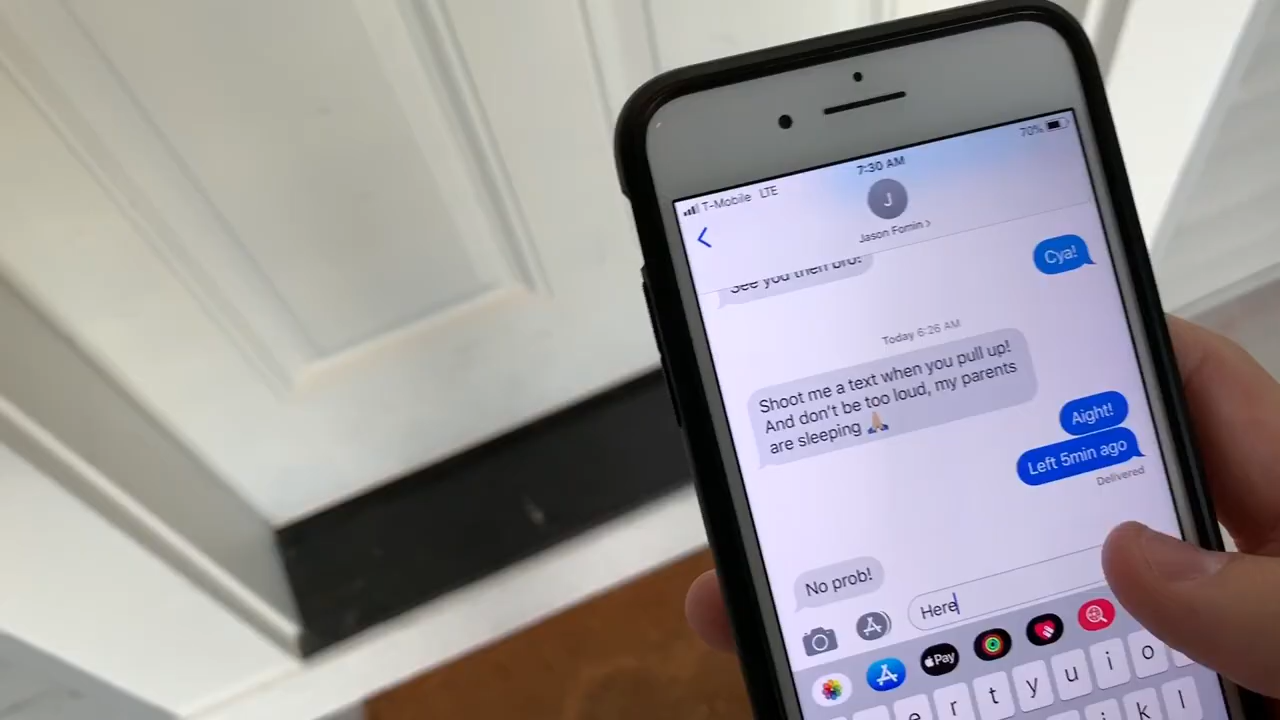 70%
7:30 AM
T-Mobile LTE
J
Jason Fomin >
See you then bro!
Cya!
Today 6:26 AM
Shoot me a text when you pull up!
And don't be too loud, my parents
are sleeping 🙏🏼
Aight!
Left 5min ago
Delivered
No prob!
Here
Pay
e r t y u i o
k l